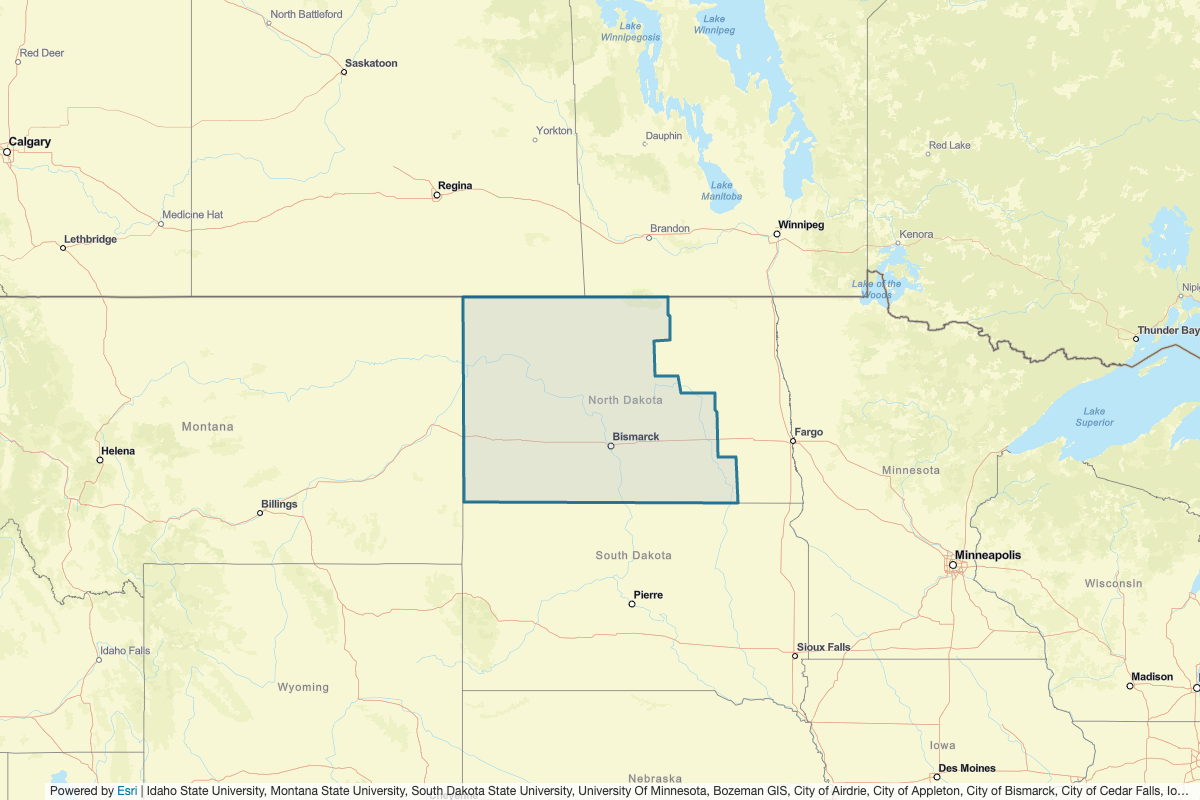 North Battleford
Lake
Winnipegosis
Lake
Winnipeg
Red Deer
Saskatoon
Yorkton
Dauphin
Calgary
Red Lake
Regina
Lake
Manitoba
Medicine Hat
Lethbridge
Brandon
Winnipeg
Kenora
Lake of the
Woods
Nipig
Thunder Bay
North Dakota
Montana
Lake
Superior
Bismarck
Fargo
Helena
Minnesota
Billings
South Dakota
Minneapolis
Wisconsin
Pierre
Idaho Falls
Sioux Falls
Wyoming
Madison
Iowa
Des Moines
Nebraska
Cheyenne
Powered by Esri | Idaho State University, Montana State University, South Dakota State University, University Of Minnesota, Bozeman GIS, City of Airdrie, City of Appleton, City of Bismarck, City of Cedar Falls, Io...